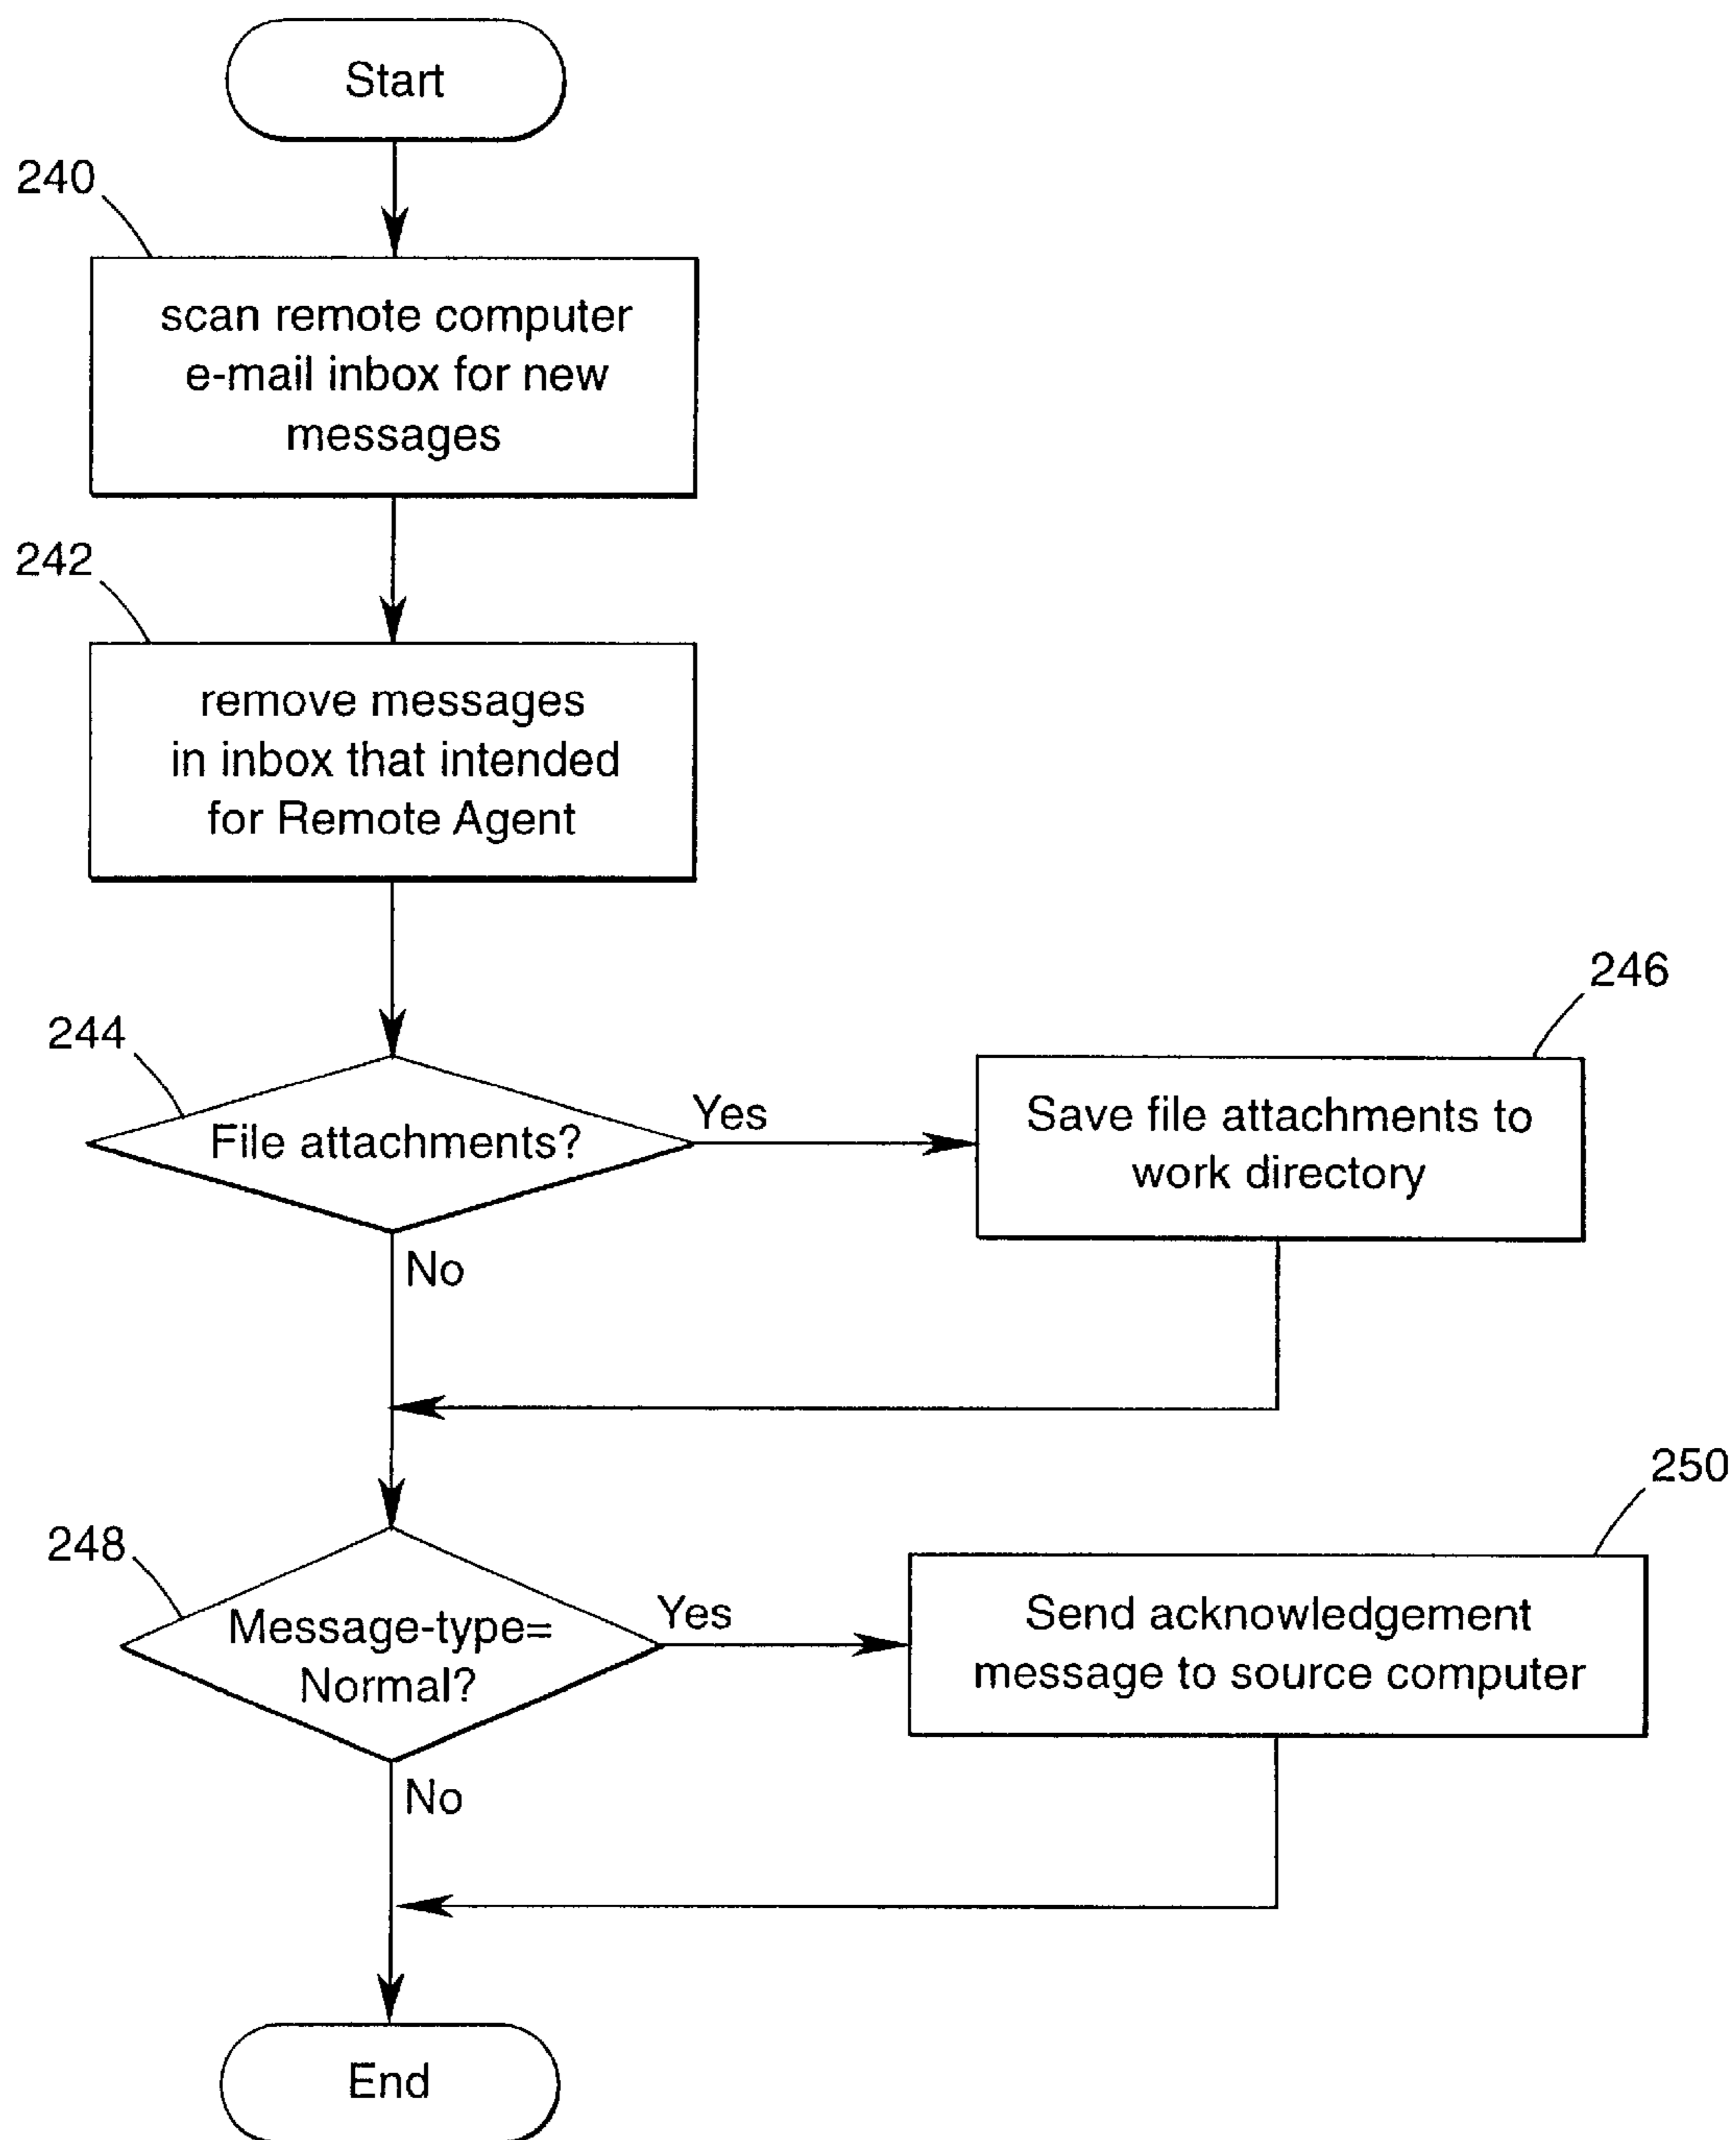 Start
240
scan remote computer
e-mail inbox for new
messages
242
remove messages
in inbox that intended
for Remote Agent
244
File attachments?
Yes
246
Save file attachments to
work directory
No
248
Message-type=
Normal?
Yes
250
Send acknowledgement
message to source computer
No
End